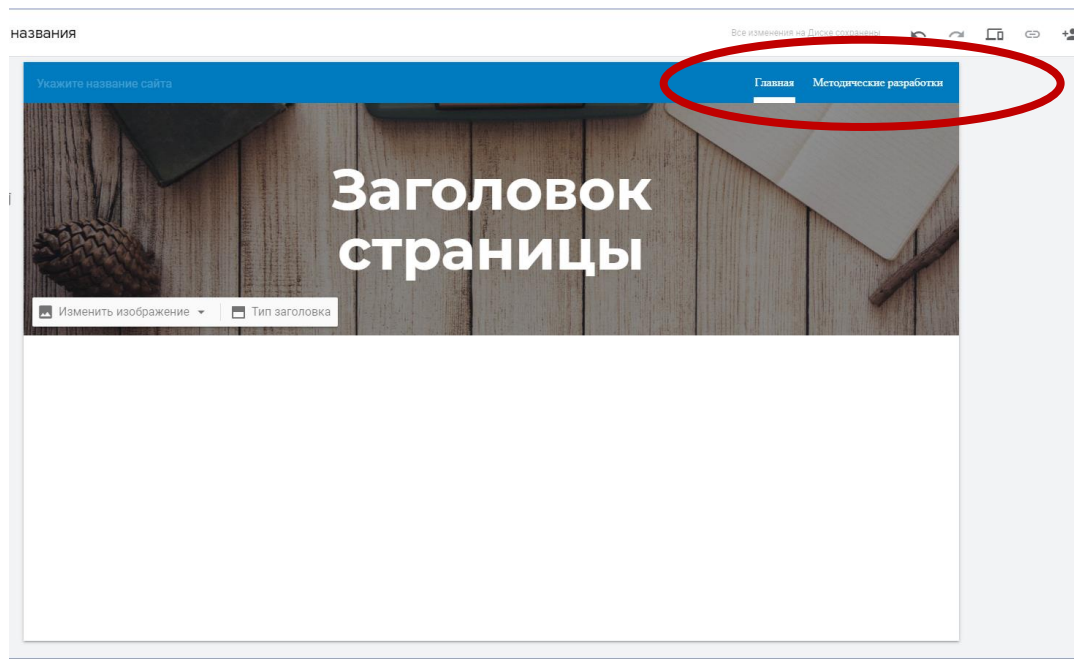 названия
Все изменения на Диске сохранены
Укажите название сайта
Главная Методические разработки
Заголовок
страницы
Изменить изображение Тип заголовка